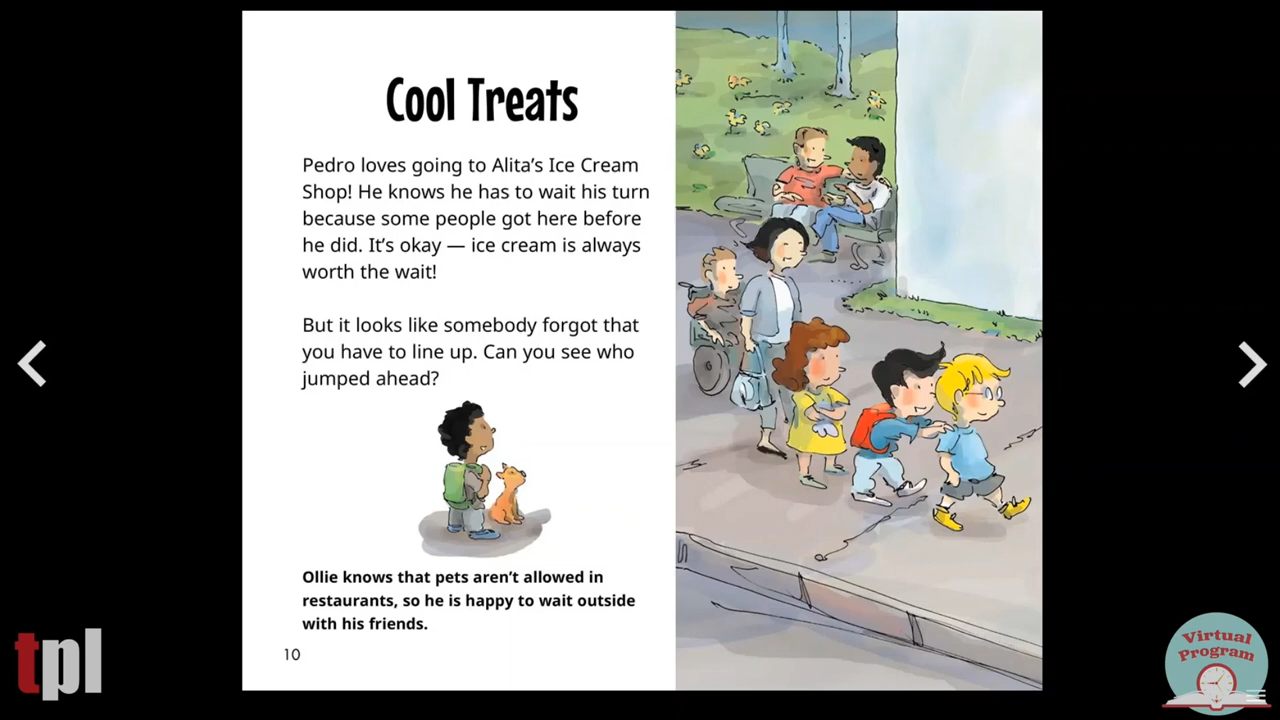 Cool Treats
Pedro loves going to Alita's Ice Cream
Shop! He knows he has to wait his turn
because some people got here before
he did. It's okay — ice cream is always
worth the wait!
But it looks like somebody forgot that
you have to line up. Can you see who
jumped ahead?
Ollie knows that pets aren't allowed in
restaurants, so he is happy to wait outside
with his friends.
10
tpl
Virtual
Program